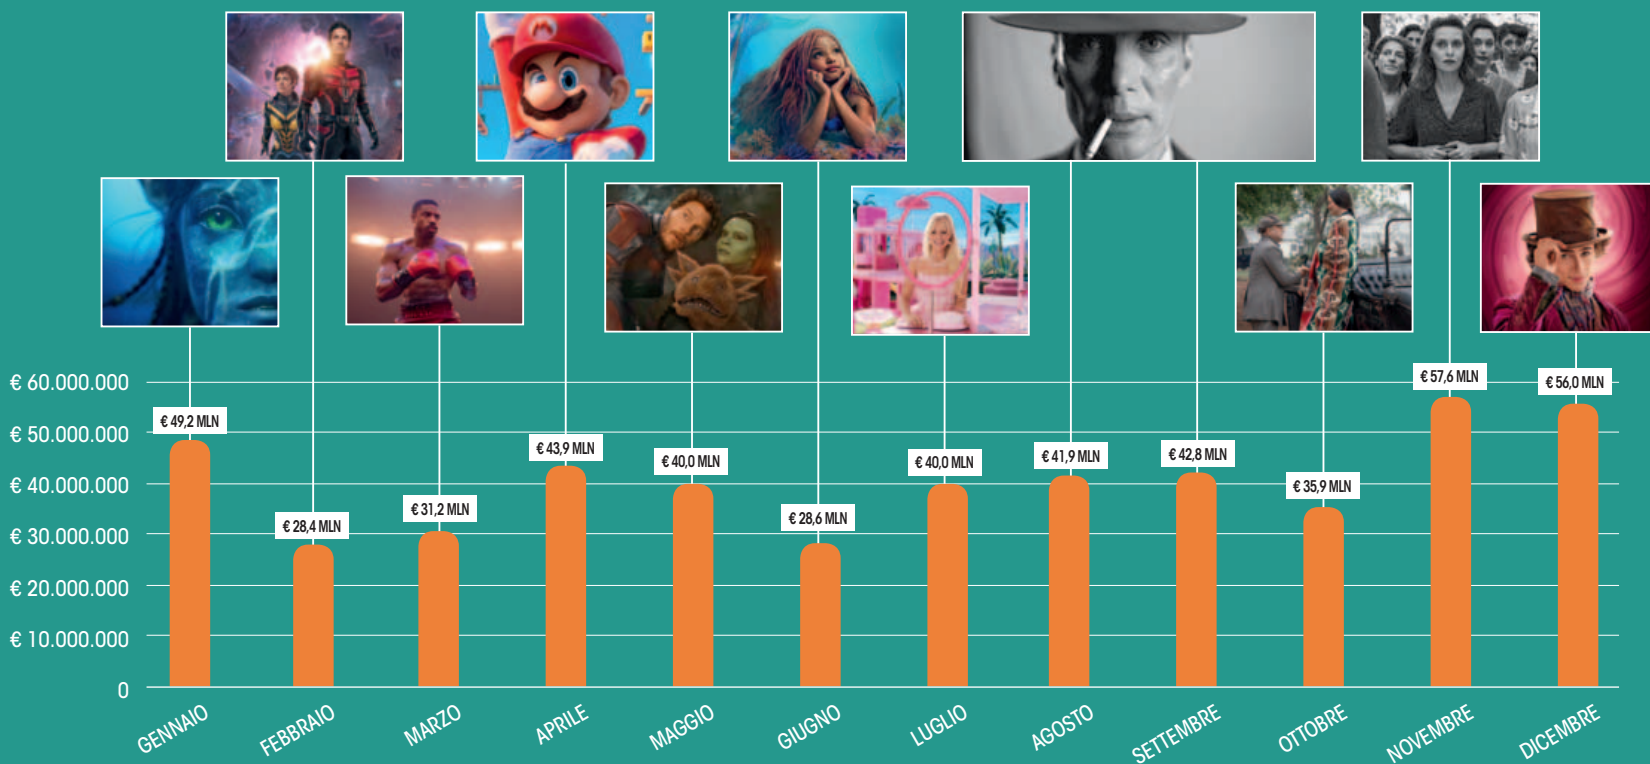 € 60.000.000
€ 50.000.000
€ 40.000.000
€ 30.000.000
€ 20.000.000
€ 10.000.000
0
€ 49,2 MLN
€ 28,4 MLN
€ 31,2 MLN
€ 43,9 MLN
€ 40,0 MLN
€ 28,6 MLN
€ 40,0 MLN
€ 41,9 MLN
€ 42,8 MLN
€ 35,9 MLN
€ 57,6 MLN
€ 56,0 MLN
GENNAIO
FEBBRAIO
MARZO
APRILE
MAGGIO
GIUGNO
LUGLIO
AGOSTO
SETTEMBRE
OTTOBRE
NOVEMBRE
DICEMBRE